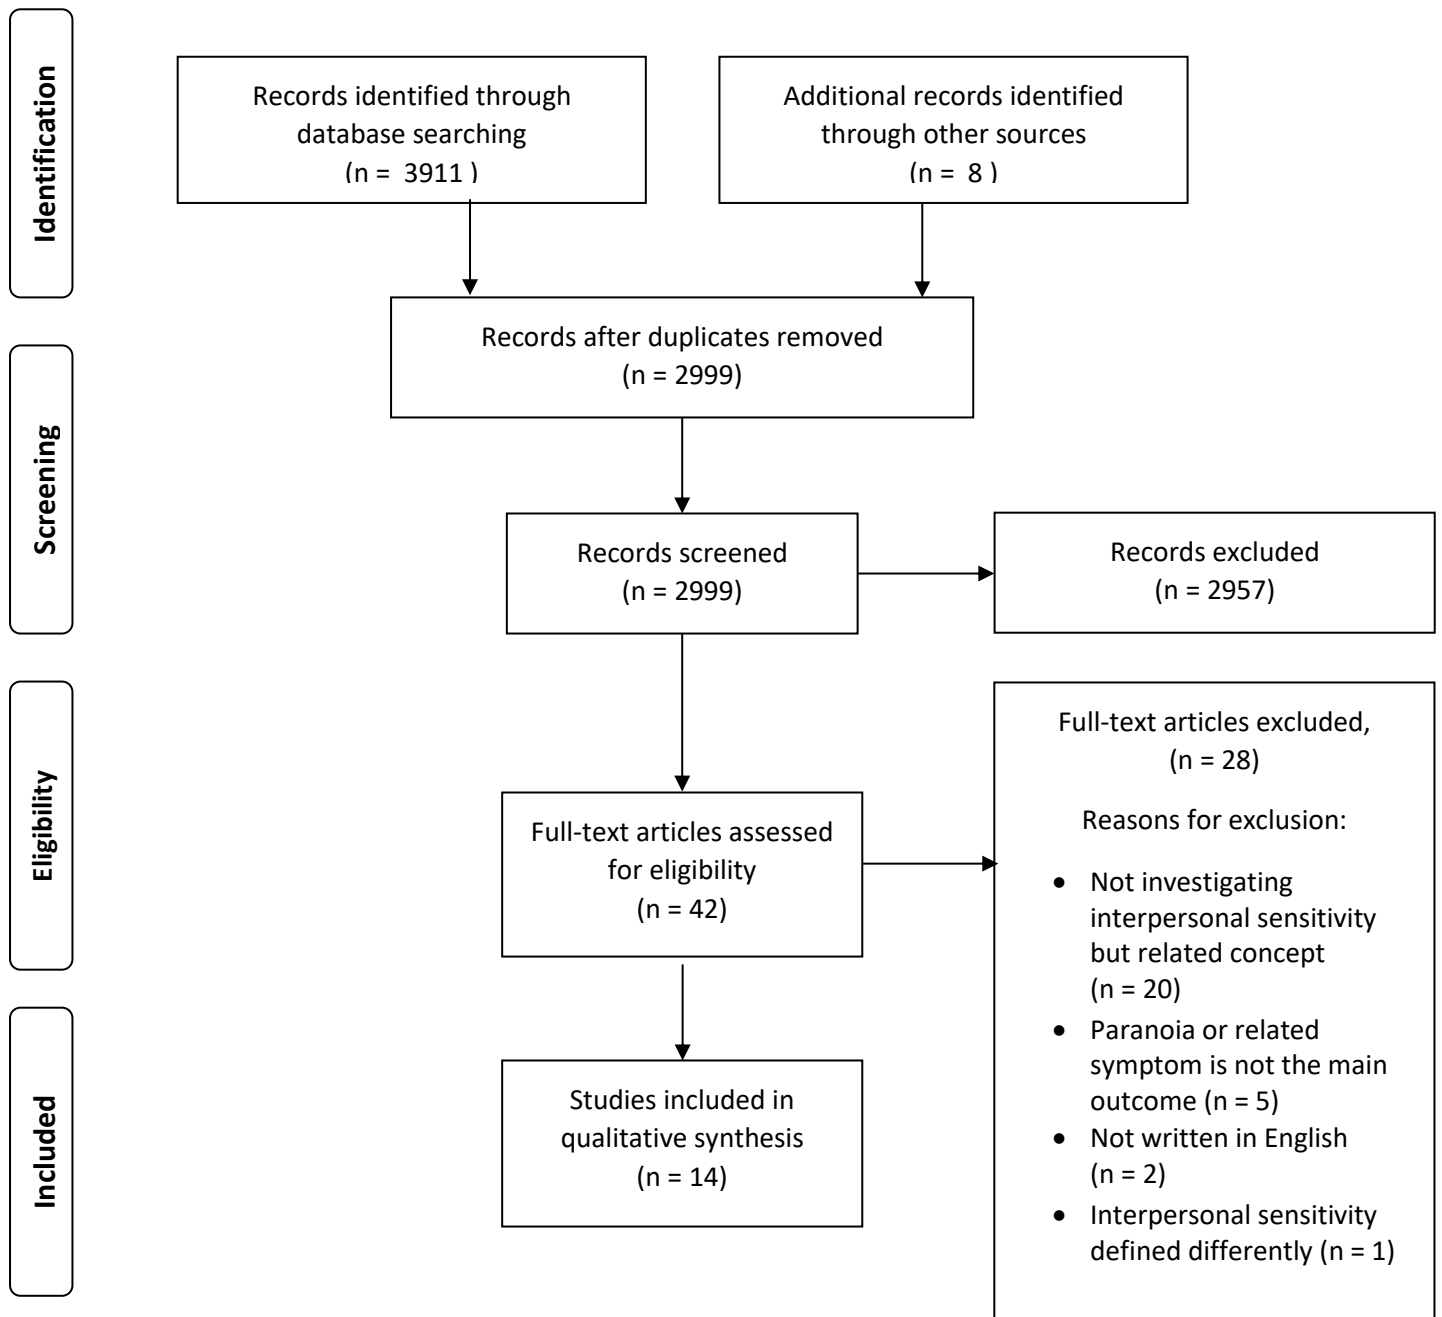 Identification
Records identified through
database searching
(n = 3911 )
Additional records identified
through other sources
(n = 8 )
Records after duplicates removed
(n = 2999)
Screening
Records screened
(n = 2999)
Records excluded
(n = 2957)
Eligibility
Full-text articles assessed
for eligibility
(n = 42)
Full-text articles excluded,
(n = 28)
Reasons for exclusion:
• Not investigating
interpersonal sensitivity
but related concept
(n = 20)
• Paranoia or related
symptom is not the main
outcome (n = 5)
• Not written in English
(n = 2)
• Interpersonal sensitivity
defined differently (n = 1)
Included
Studies included in
qualitative synthesis
(n = 14)